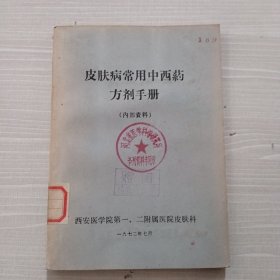 皮肤病常用中西药
方剂手册
(内部资料)
西安医学院第一、二附属医院皮肤科
一九七二年七月